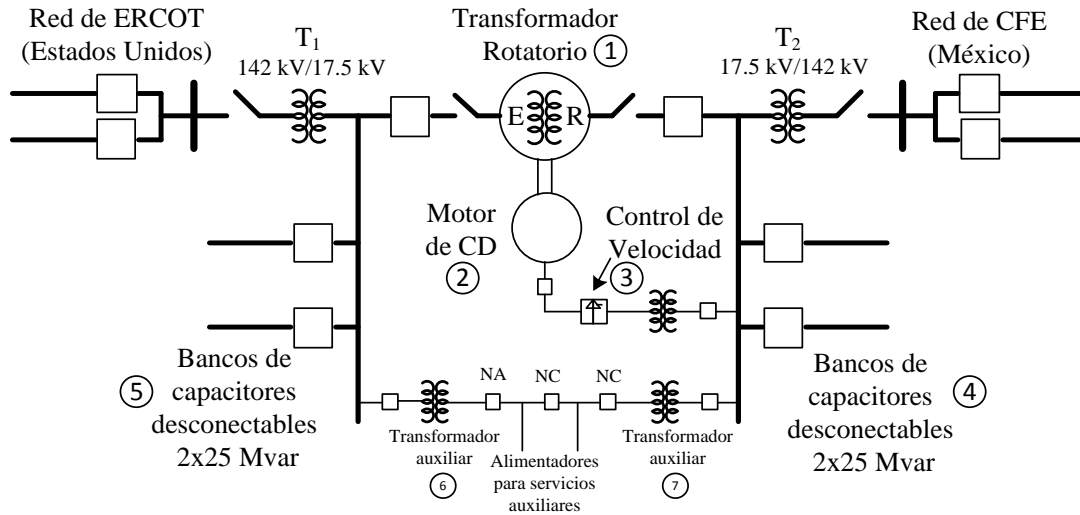 Red de ERCOT
(Estados Unidos)
T1
142 kV/17.5 kV
Transformador
Rotatorio 1
E R
T2
17.5 kV/142 kV
Red de CFE
(México)
Motor
de CD
2
Control de
Velocidad
3
Bancos de
capacitores
desconectables
2x25 Mvar
5
NA NC NC
Transformador
auxiliar
6
Alimentadores
para servicios
auxiliares
Transformador
auxiliar
7
Bancos de
capacitores
desconectables
2x25 Mvar
4